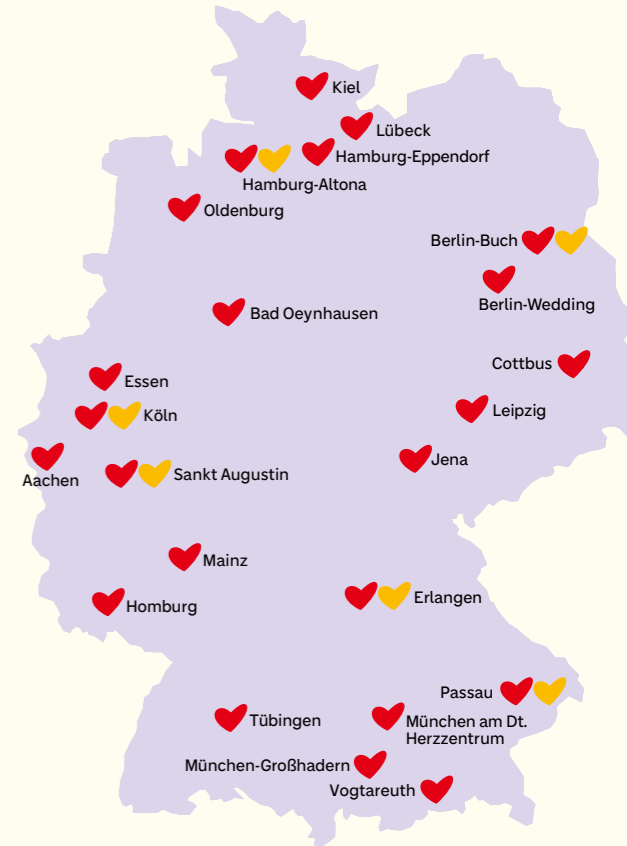 Kiel
Lübeck
Hamburg-Eppendorf
Hamburg-Altona
Oldenburg
Berlin-Buch
Berlin-Wedding
Bad Oeynhausen
Cottbus
Essen
Leipzig
Köln
Jena
Aachen
Sankt Augustin
Mainz
Erlangen
Homburg
Passau
Tübingen
München am Dt.
Herzzentrum
München-Großhadern
Vogtareuth